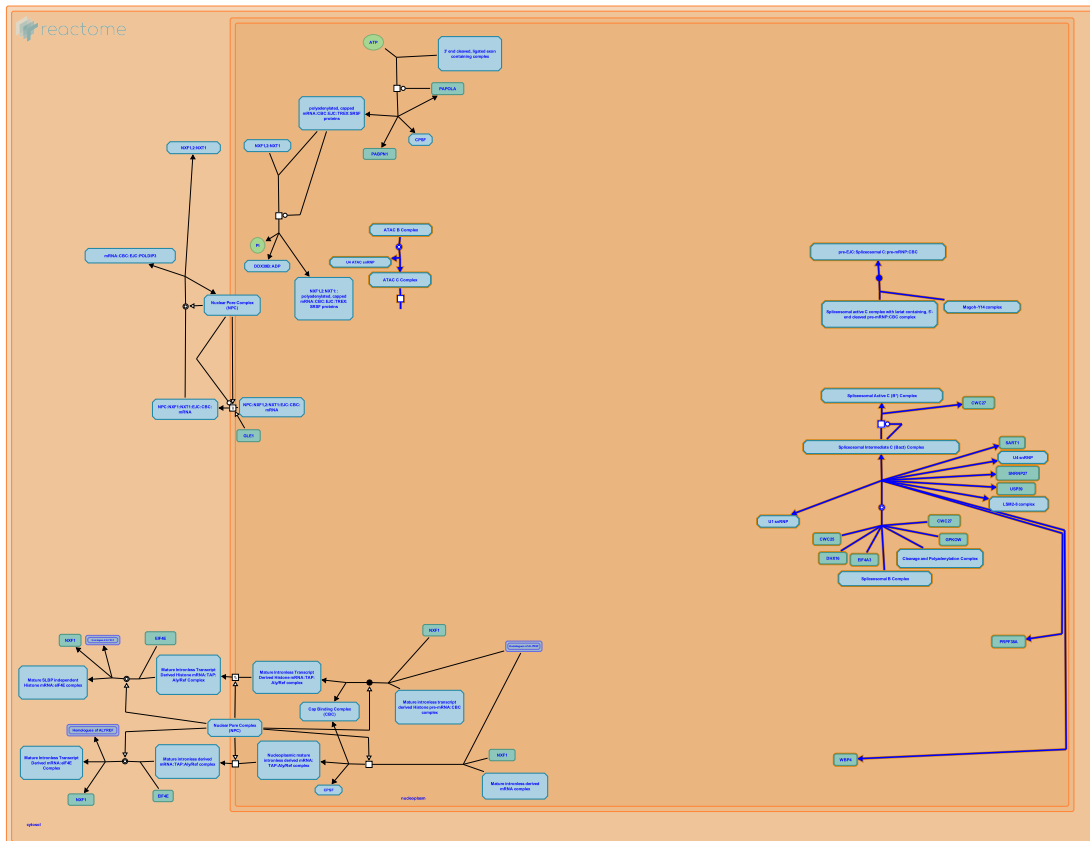 reactome
ATP
3' end cleaved, ligated exon
containing complex
PAPOLA
polyadenylated, capped
mRNA:CBC:EJC:TREX:SRSF
proteins
CPSF
PABPN1
NXF1,2:NXT1
NXF1,2:NXT1
Pi
DDX39B:ADP
NXF1,2 NXT1 :
polyadenylated, capped
mRNA:CBC:EJC:TREX:
SRSF proteins
ATAC B Complex
U4 ATAC snRNP
ATAC C Complex
mRNA:CBC:EJC:POLDIP3
Nuclear Pore Complex
(NPC)
NPC:NXF1:NXT1:EJC:CBC:
mRNA
NPC:NXF1,2:NXT1:EJC:CBC:
mRNA
GLE1
pre-EJC: Spliceosomal C: pre-mRNP:CBC
Spliceosomal active C complex with lariat containing, 5'-
end cleaved pre-mRNP:CBC complex
Magoh-Y14 complex
Spliceosomal Active C (B*) Complex
CWC27
Spliceosomal Intermediate C (Bact) Complex
SART1
U4 snRNP
SNRNP27
USP39
LSM2-8 complex
U1 snRNP
CWC27
GPKOW
Cleavage and Polyadenylation Complex
EIF4A3
DHX16
Spliceosomal B Complex
PRPF38A
WBP4
NXF1
EIF4E
Mature SLBP independent
Histone mRNA:eIF4E complex
Mature Intronless Transcript
Derived Histone mRNA:TAP:
Aly/Ref Complex
Mature Intronless Transcript
Derived Histone mRNA:TAP:
Aly/Ref complex
NXF1
Cap Binding Complex
(CBC)
Mature intronless transcript
derived Histone pre-mRNA:CBC
complex
Nuclear Pore Complex
(NPC)
Homologues of ALYREF
Mature Intronless Transcript
Derived mRNA:eIF4E
Complex
Mature intronless derived
mRNA:TAP:Aly/Ref complex
Nucleoplasmic mature
intronless derived mRNA:
TAP:Aly/Ref complex
NXF1
Mature intronless derived
mRNA complex
CPSF
NXF1
EIF4E
nucleoplasm
cytosol